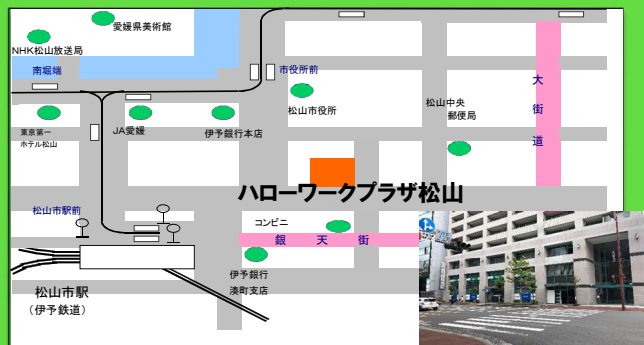 愛媛県美術館
NHK松山放送局
南堀端
市役所前
大街道
松山中央
郵便局
松山市役所
東京第一
ホテル松山
JA愛媛
伊予銀行本店
ハローワークプラザ松山
松山市駅前
コンビニ
銀天街
伊予銀行
湊町支店
松山市駅
（伊予鉄道）